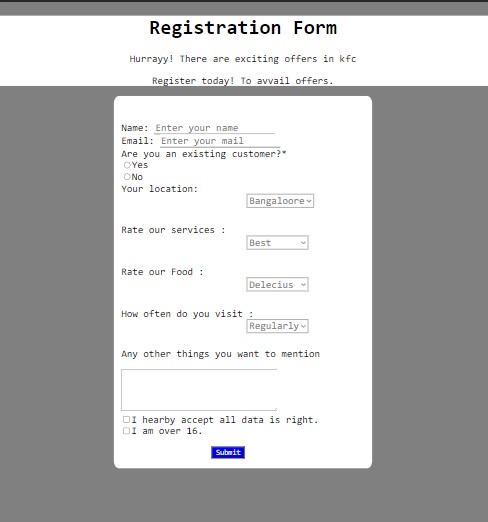 Registration Form
Hurrayy! There are exciting offers in kfc
Register today! To avvail offers.
Name: Enter your name
Email: Enter your mail
Are you an existing customer?*
Yes
No
Your location:
Bangaloore
Rate our services :
Best
Rate our Food :
Delecius
How often do you visit :
Regularly
Any other things you want to mention
I hearby accept all data is right.
I am over 16.
Submit